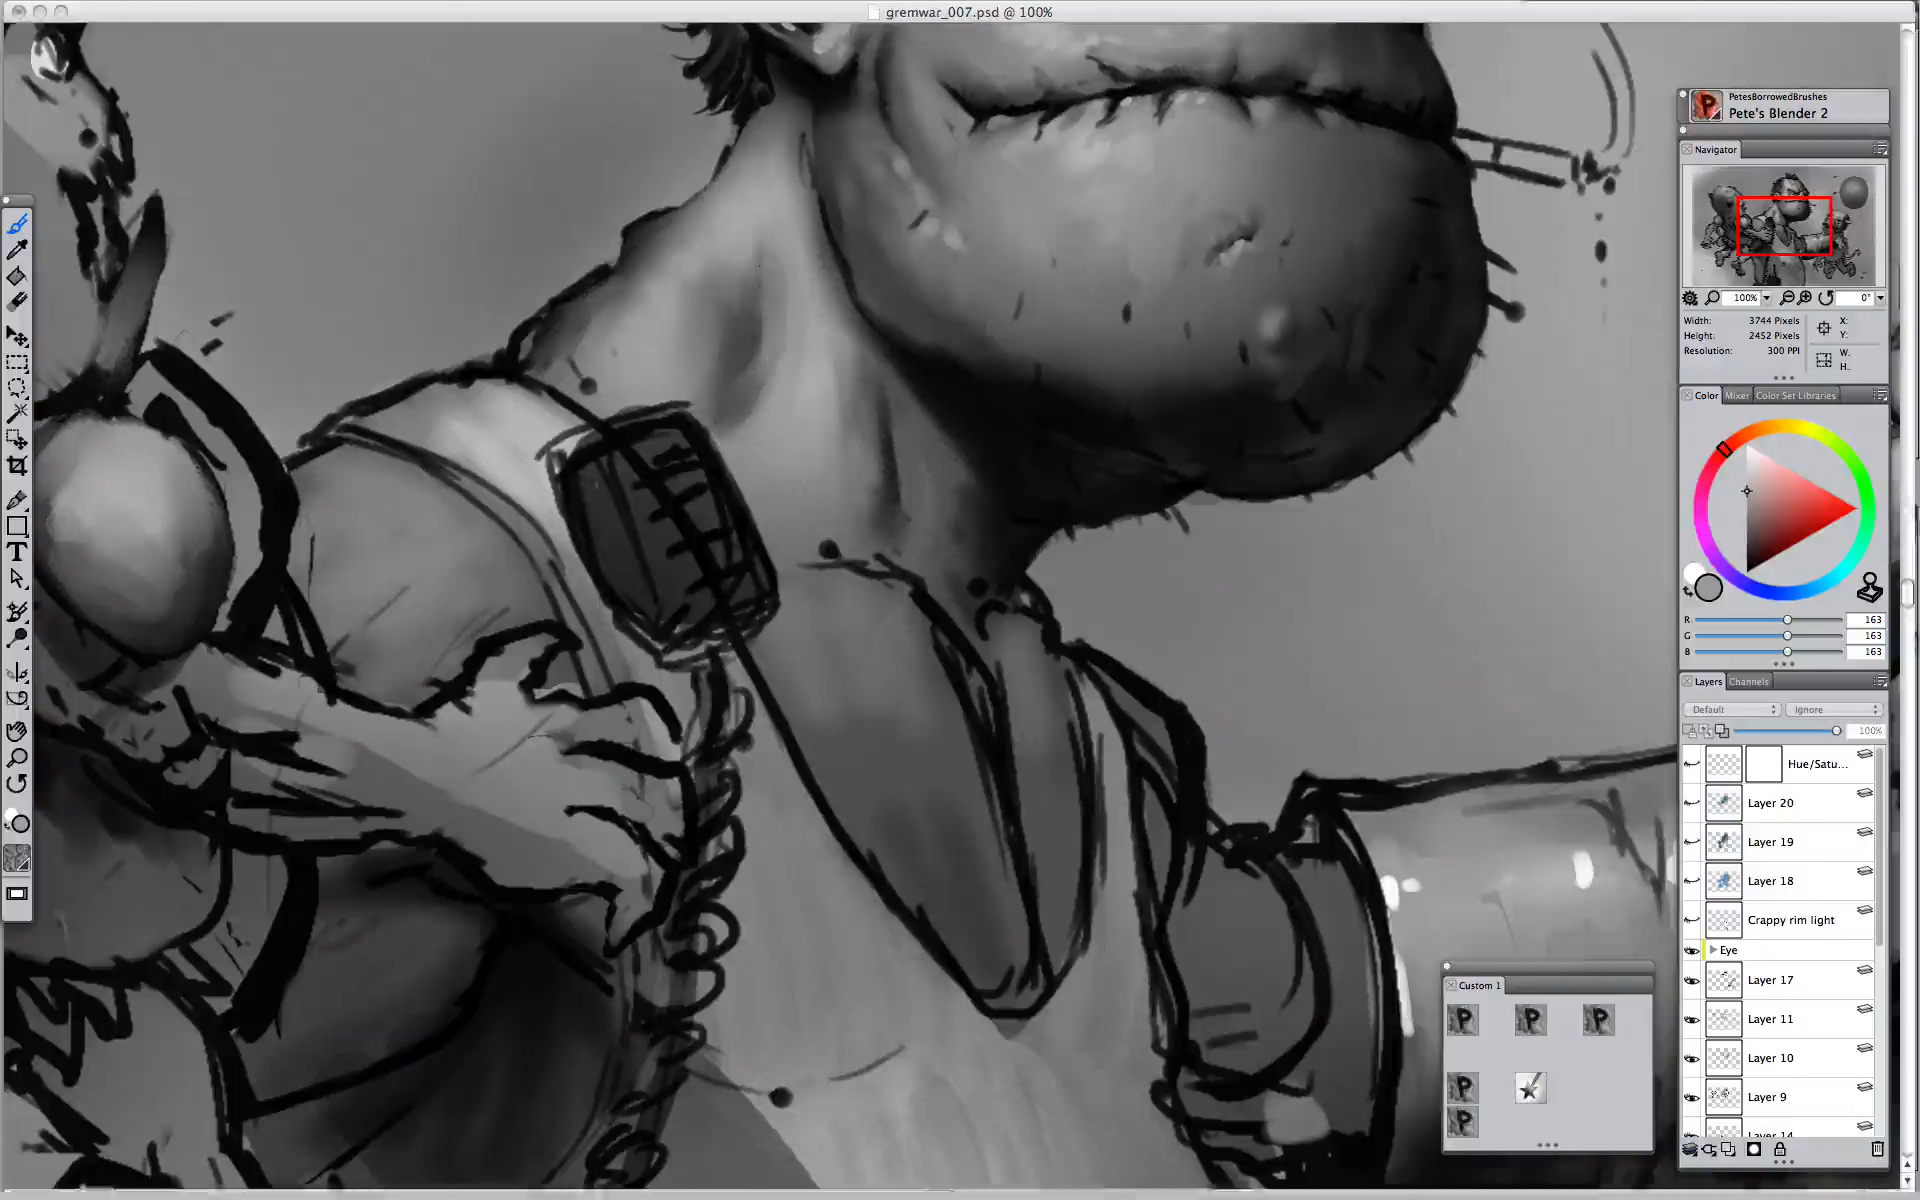 gremwar_007.psd @ 100%
PetesBorrowedBrushes
Pete's Blender 2
Navigator
100%
0°
Width: 3744 Pixels
Height: 2452 Pixels
Resolution: 300 PPI
X:
Y:
W.
H..
Color Mixer Color Set Libraries
R 163
G 163
B 163
Layers Channels
Default Ignore
100%
Hue/Satu...
Layer 20
Layer 19
Layer 18
Crappy rim light
Eye
Layer 17
Layer 11
Layer 10
Layer 9
Layer 14
Custom 1